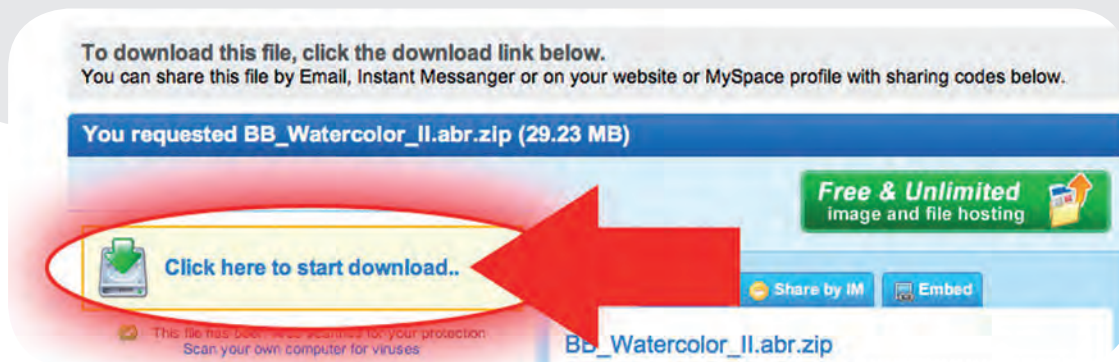 To download this file, click the download link below.
You can share this file by Email, Instant Messanger or on your website or MySpace profile with sharing codes below.
You requested BB_Watercolor_II.abr.zip (29.23 MB)
Free & Unlimited
image and file hosting
Click here to start download..
Share by IM
Embed
This file has been scanned for your protection
Scan your own computer for viruses
BB_Watercolor_II.abr.zip